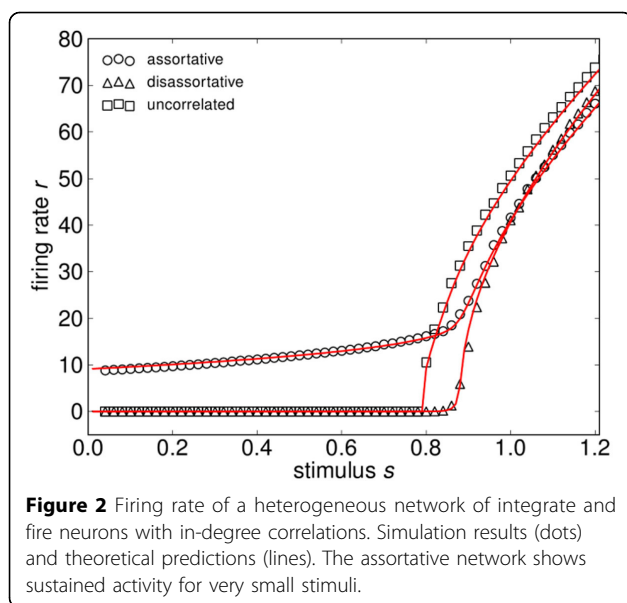 80
70
60
50
40
30
20
10
0
firing rate r
assortative
disassortative
uncorrelated
0.0 0.2 0.4 0.6 0.8 1.0 1.2
stimulus s
Figure 2 Firing rate of a heterogeneous network of integrate and
fire neurons with in-degree correlations. Simulation results (dots)
and theoretical predictions (lines). The assortative network shows
sustained activity for very small stimuli.